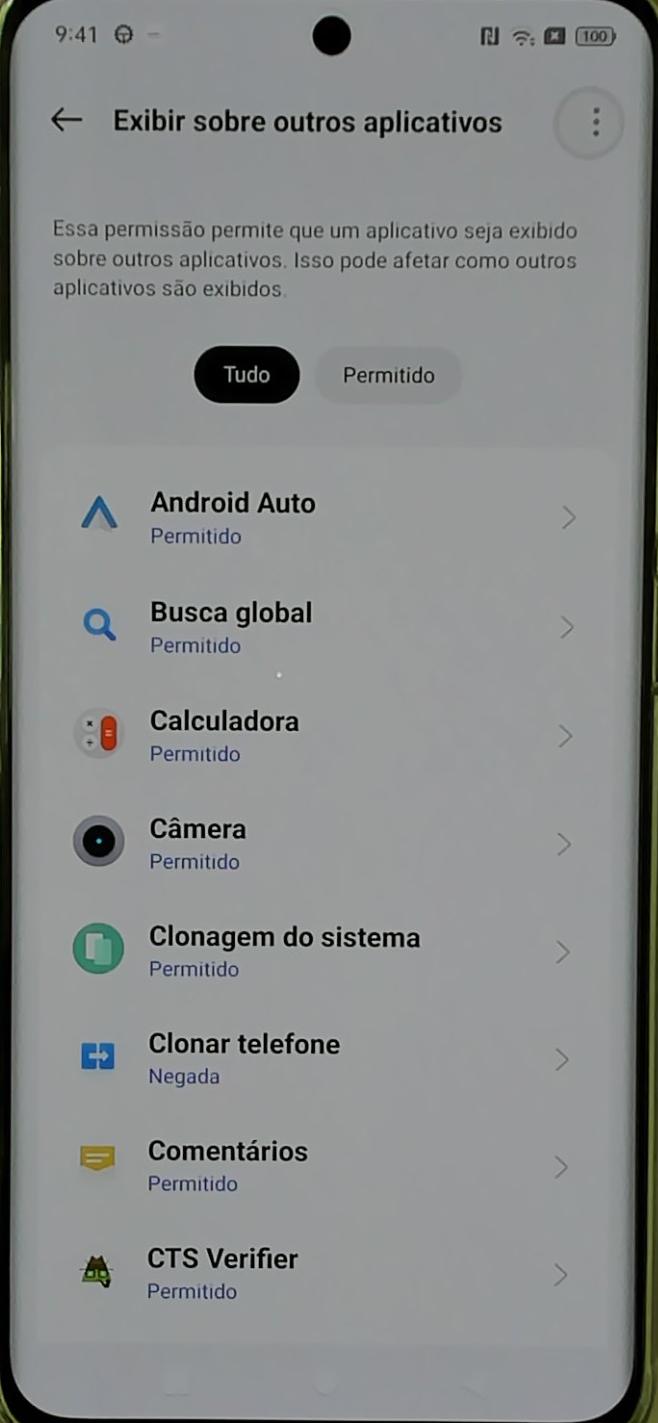 9:41
100
Exibir sobre outros aplicativos
Essa permissão permite que um aplicativo seja exibido
sobre outros aplicativos. Isso pode afetar como outros
aplicativos são exibidos.
Tudo
Permitido
Android Auto
Permitido
Busca global
Permitido
Calculadora
Permitido
Câmera
Permitido
Clonagem do sistema
Permitido
Clonar telefone
Negada
Comentários
Permitido
CTS Verifier
Permitido